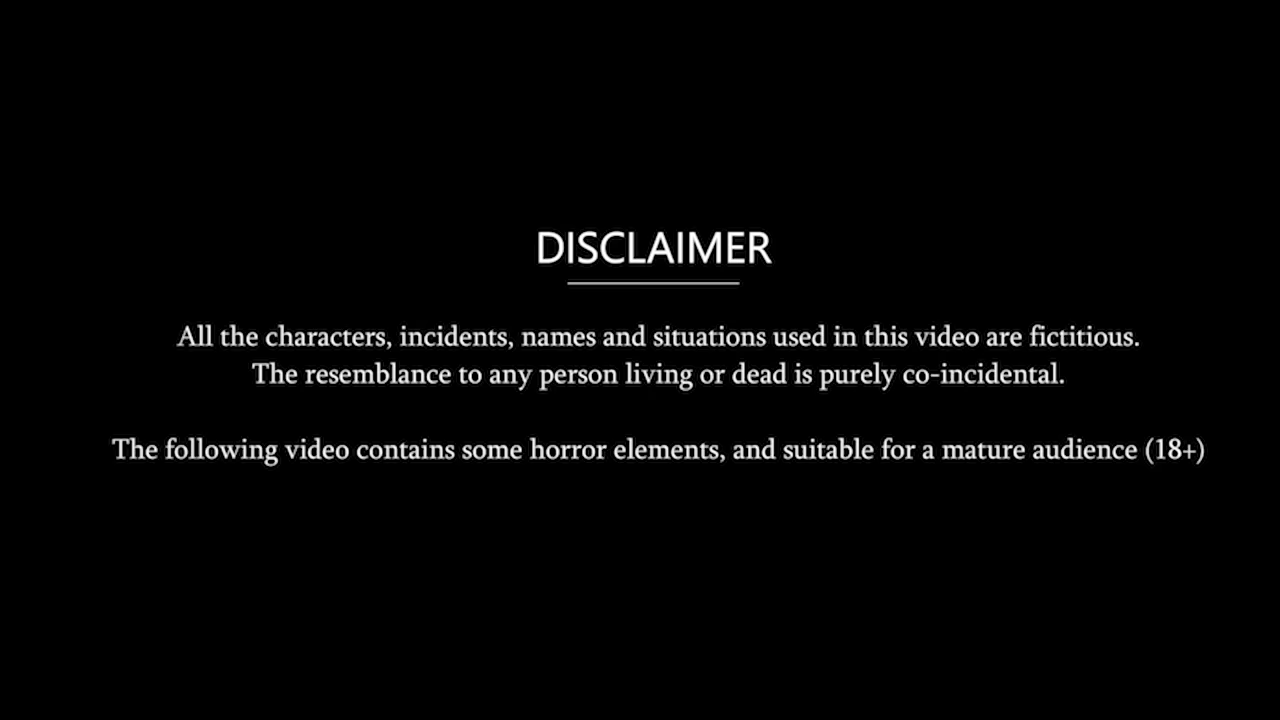 DISCLAIMER
All the characters, incidents, names and situations used in this video are fictitious.
The resemblance to any person living or dead is purely co-incidental.
The following video contains some horror elements, and suitable for a mature audience (18+)